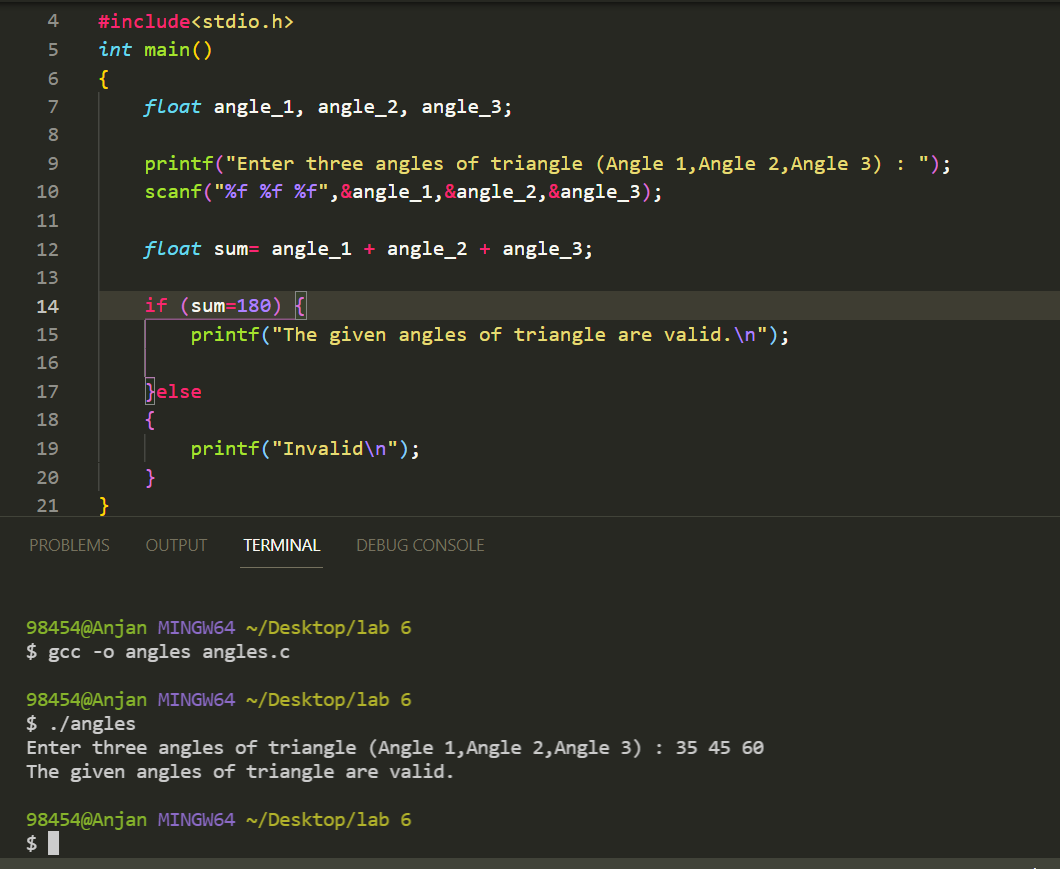 4 #include<stdio.h>
5 int main()
6 {
7 float angle_1, angle_2, angle_3;
8
9 printf("Enter three angles of triangle (Angle 1,Angle 2,Angle 3) : ");
10 scanf("%f %f %f",&angle_1,&angle_2,&angle_3);
11
12 float sum= angle_1 + angle_2 + angle_3;
13
14 if (sum=180) {
15 printf("The given angles of triangle are valid.\n");
16
17 }else
18 {
19 printf("Invalid\n");
20 }
21 }
PROBLEMS OUTPUT TERMINAL DEBUG CONSOLE
98454@Anjan MINGW64 ~/Desktop/lab 6
$ gcc -o angles angles.c
98454@Anjan MINGW64 ~/Desktop/lab 6
$ ./angles
Enter three angles of triangle (Angle 1,Angle 2,Angle 3) : 35 45 60
The given angles of triangle are valid.
98454@Anjan MINGW64 ~/Desktop/lab 6
$